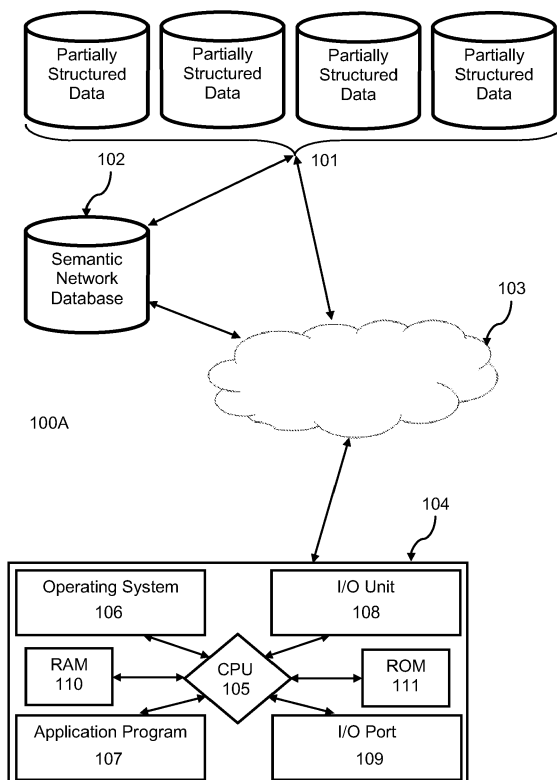 Partially
Structured
Data
Partially
Structured
Data
Partially
Structured
Data
Partially
Structured
Data
101
102
Semantic
Network
Database
103
100A
104
Operating System
106
I/O Unit
108
RAM
110
CPU
105
ROM
111
Application Program
107
I/O Port
109